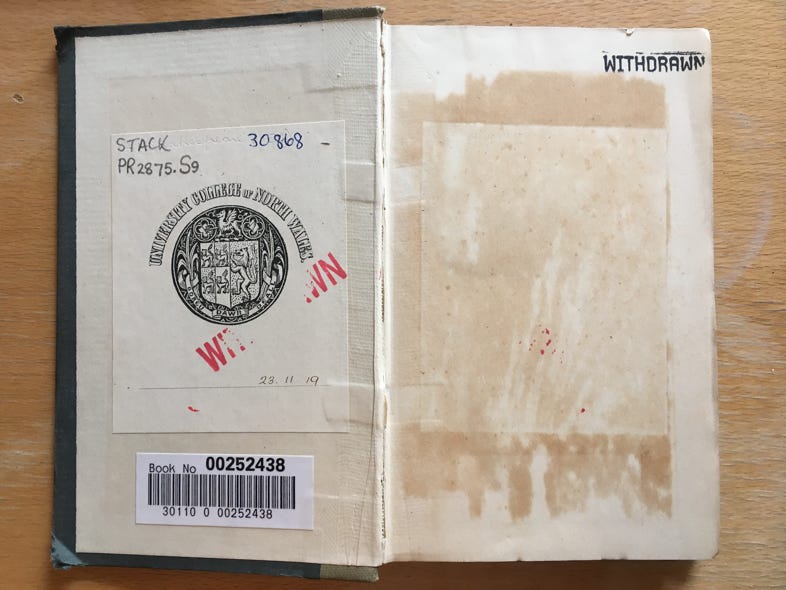 STACK 30868 -
PR2875.S9
UNIVERSITY COLLEGE OF NORTH WALES.
DAWN
WN
23. 11 19
Book No 00252438
30110 0 00252438
WITHDRAWN